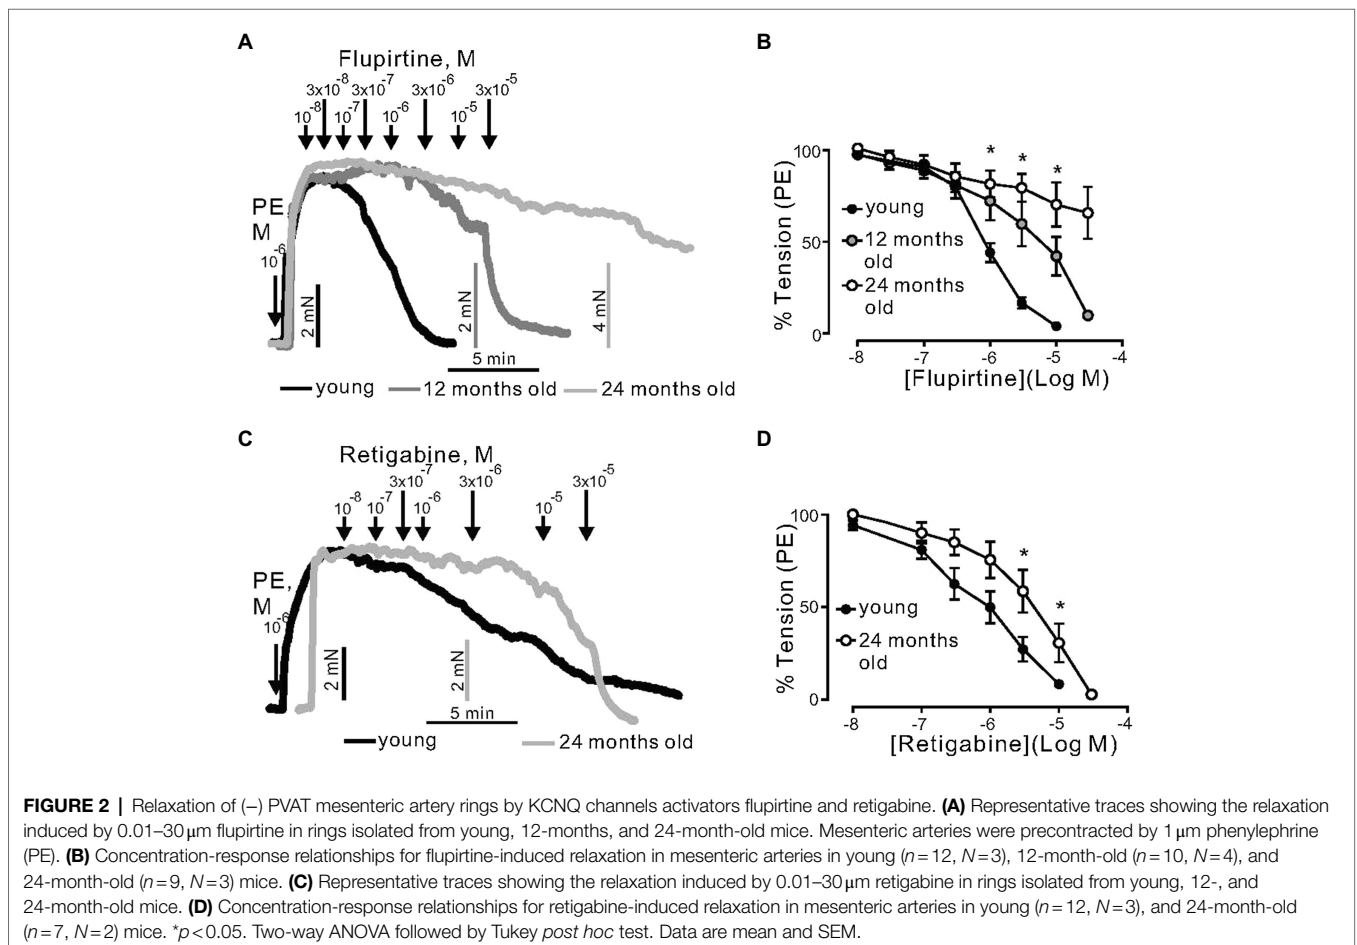 A
Flupirtine, M
3x10-8 3x10-7 3x10-6 3x10-5
10-8 10-7 10-6 10-5
PE
M
10-6
2 mN
2 mN
4 mN
5 min
young 12 months old 24 months old
B
% Tension (PE)
100
50
0
* * *
young
12 months
old
24 months
old
-8 -7 -6 -5 -4
[Flupirtine](Log M)
C
Retigabine, M
3x10-7 3x10-6 3x10-5
10-8 10-7 10-6 10-5
PE,
M
10-6
2 mN
2 mN
5 min
young 24 months old
D
% Tension (PE)
100
50
0
* *
young
24 months
old
-8 -7 -6 -5 -4
[Retigabine](Log M)
FIGURE 2 | Relaxation of (−) PVAT mesenteric artery rings by KCNQ channels activators flupirtine and retigabine. (A) Representative traces showing the relaxation
induced by 0.01–30 μm flupirtine in rings isolated from young, 12-months, and 24-month-old mice. Mesenteric arteries were precontracted by 1 μm phenylephrine
(PE). (B) Concentration-response relationships for flupirtine-induced relaxation in mesenteric arteries in young (n = 12, N = 3), 12-month-old (n = 10, N = 4), and
24-month-old (n = 9, N = 3) mice. (C) Representative traces showing the relaxation induced by 0.01–30 μm retigabine in rings isolated from young, 12-, and
24-month-old mice. (D) Concentration-response relationships for retigabine-induced relaxation in mesenteric arteries in young (n = 12, N = 3), and 24-month-old
(n = 7, N = 2) mice. *p < 0.05. Two-way ANOVA followed by Tukey post hoc test. Data are mean and SEM.